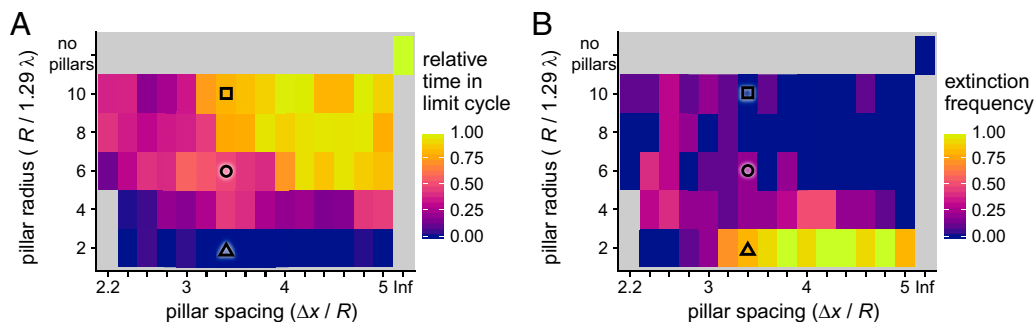 A
pillar radius ( R / 1.29 λ)
no
pillars
10
8
6
4
2
2.2
3
4
5 Inf
pillar spacing (Δx / R)
relative
time in
limit cycle
1.00
0.75
0.50
0.25
0.00
B
pillar radius ( R / 1.29 λ)
no
pillars
10
8
6
4
2
2.2
3
4
5 Inf
pillar spacing (Δx / R)
extinction
frequency
1.00
0.75
0.50
0.25
0.00